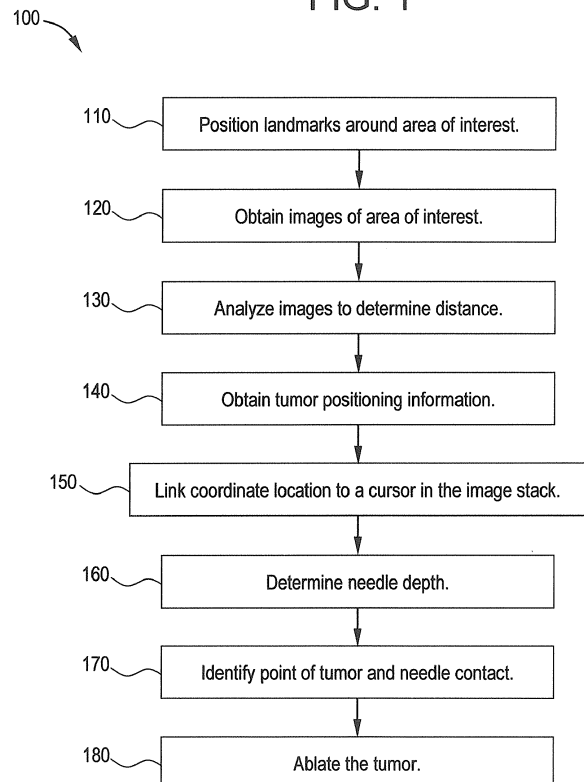 FIG. 1
100
110
Position landmarks around area of interest.
120
Obtain images of area of interest.
130
Analyze images to determine distance.
140
Obtain tumor positioning information.
150
Link coordinate location to a cursor in the image stack.
160
Determine needle depth.
170
Identify point of tumor and needle contact.
180
Ablate the tumor.